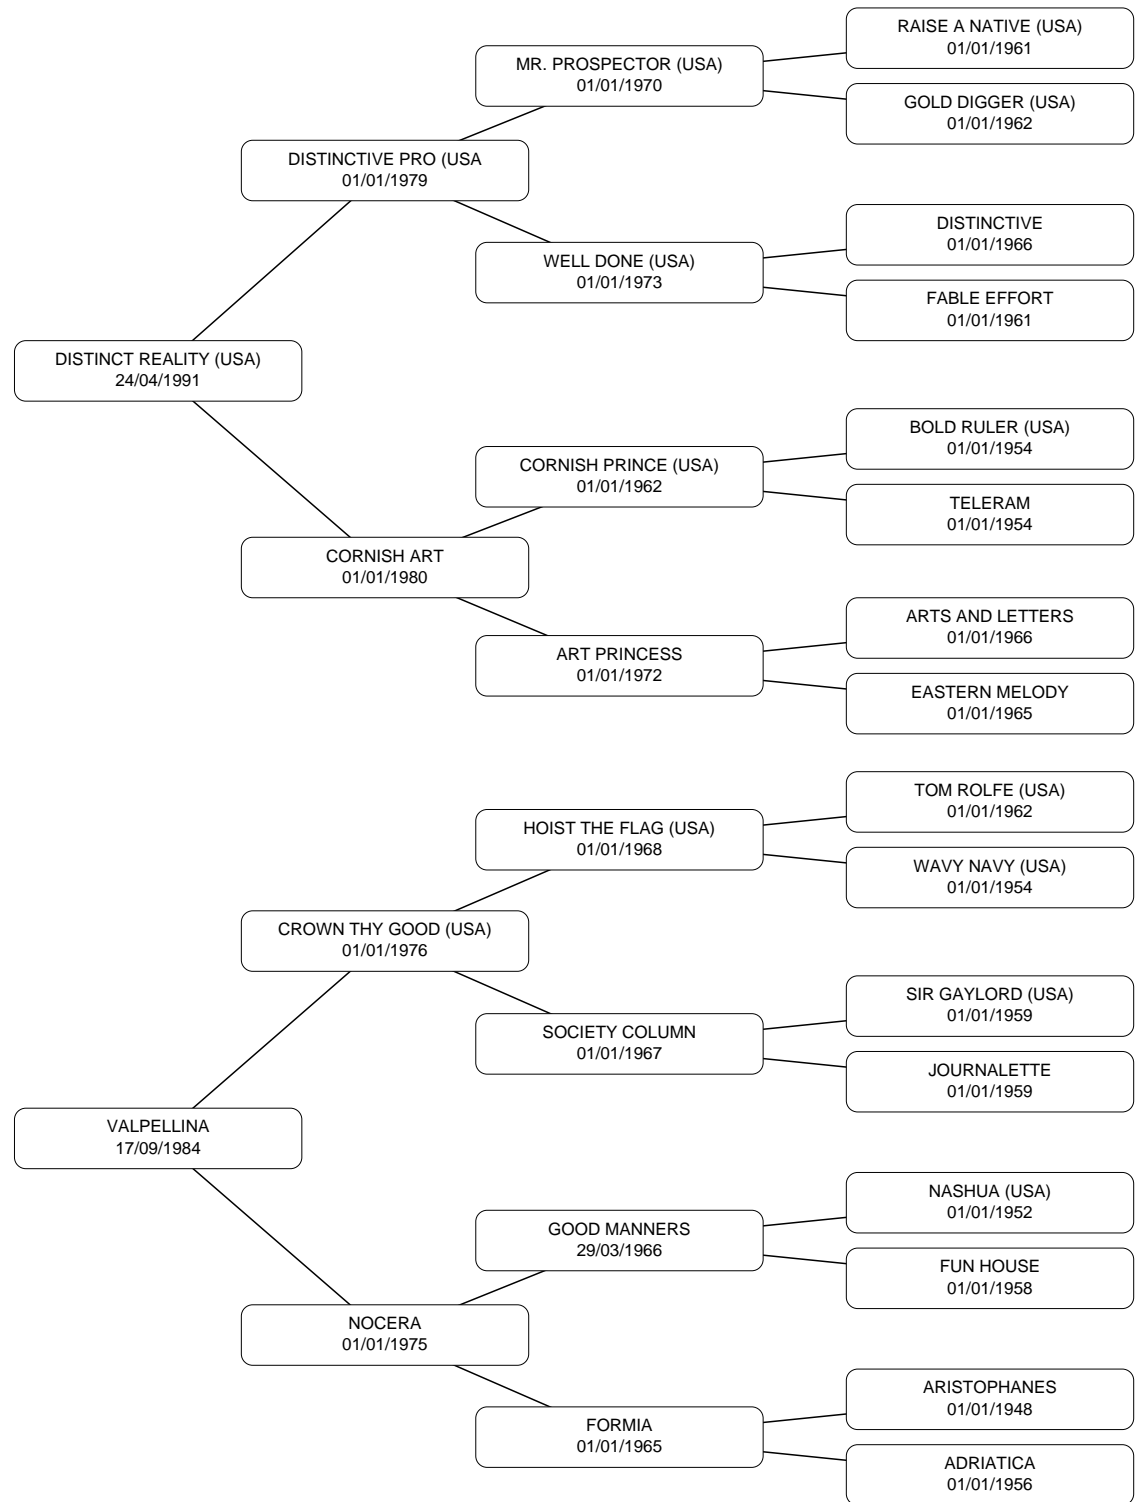 RAISE A NATIVE (USA)
01/01/1961
MR. PROSPECTOR (USA)
01/01/1970
GOLD DIGGER (USA)
01/01/1962
DISTINCTIVE PRO (USA
01/01/1979
DISTINCTIVE
01/01/1966
WELL DONE (USA)
01/01/1973
FABLE EFFORT
01/01/1961
DISTINCT REALITY (USA)
24/04/1991
BOLD RULER (USA)
01/01/1954
CORNISH PRINCE (USA)
01/01/1962
TELERAM
01/01/1954
CORNISH ART
01/01/1980
ARTS AND LETTERS
01/01/1966
ART PRINCESS
01/01/1972
EASTERN MELODY
01/01/1965
TOM ROLFE (USA)
01/01/1962
HOIST THE FLAG (USA)
01/01/1968
WAVY NAVY (USA)
01/01/1954
CROWN THY GOOD (USA)
01/01/1976
SIR GAYLORD (USA)
01/01/1959
SOCIETY COLUMN
01/01/1967
JOURNALETTE
01/01/1959
VALPELLINA
17/09/1984
NASHUA (USA)
01/01/1952
GOOD MANNERS
29/03/1966
FUN HOUSE
01/01/1958
NOCERA
01/01/1975
ARISTOPHANES
01/01/1948
FORMIA
01/01/1965
ADRIATICA
01/01/1956